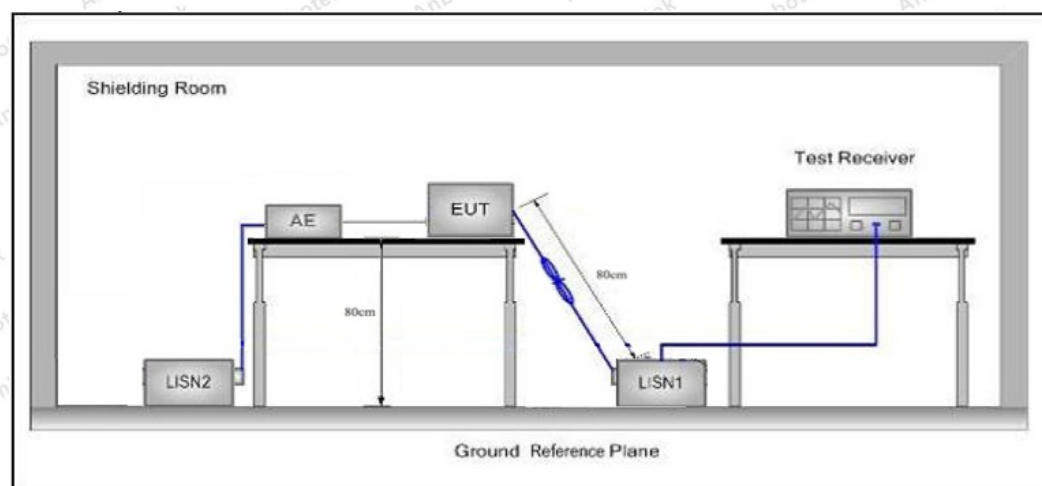 Shielding Room
Test Receiver
AE
EUT
80cm
80cm
LISN2
LISN1
Ground Reference Plane